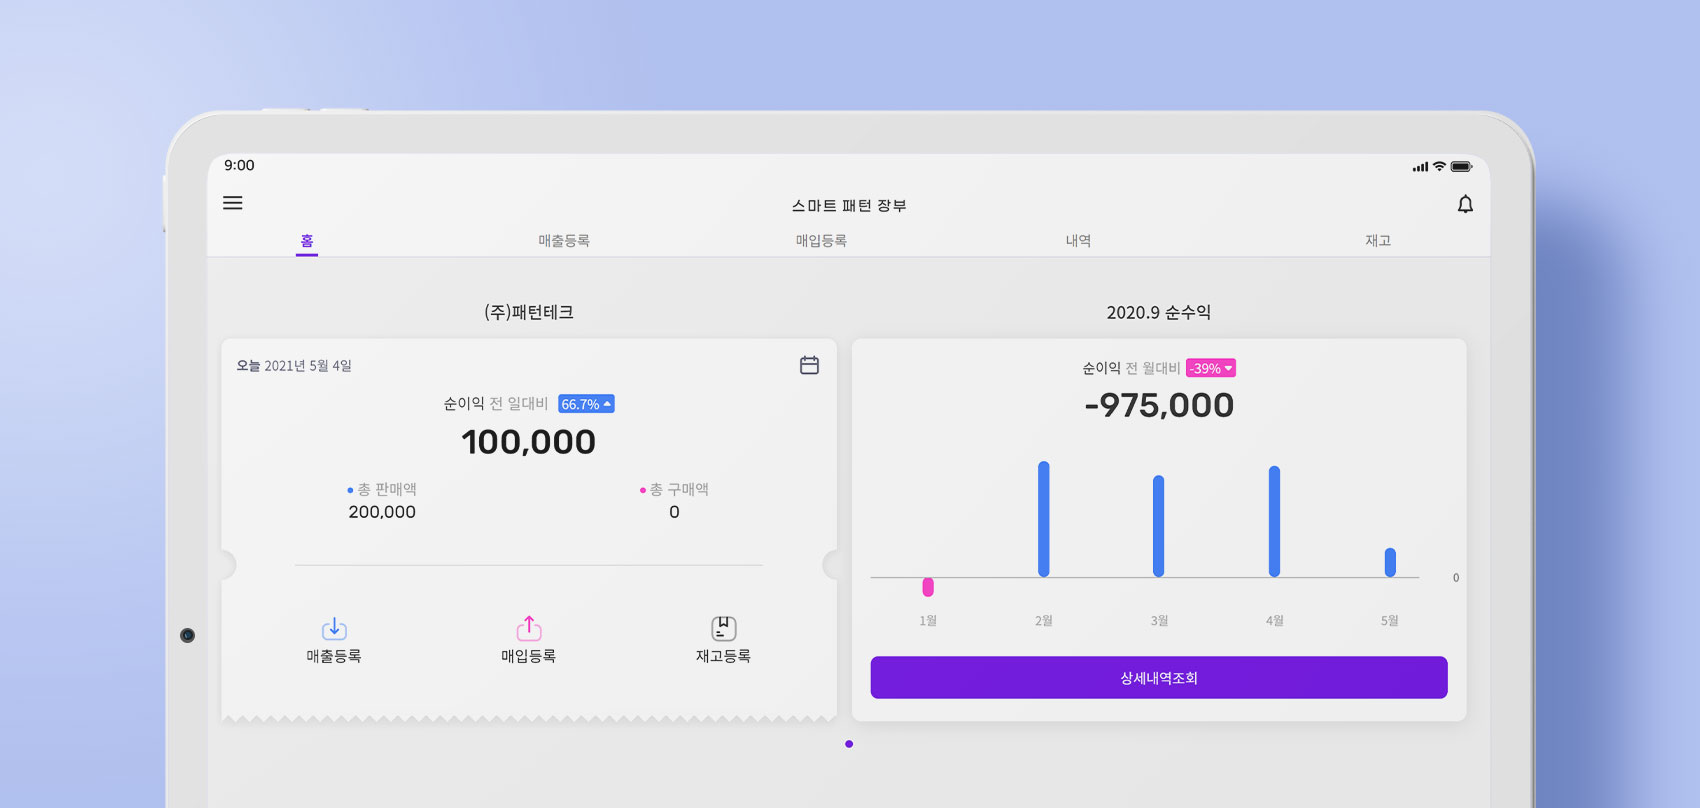 9:00
스마트 패턴 장부
홈 매출등록 매입등록 내역 재고
(주)패턴테크
오늘 2021년 5월 4일
순이익 전 일대비 66.7%
100,000
총 판매액 총 구매액
200,000 0
매출등록 매입등록 재고등록
2020.9 순수익
순이익 전 월대비 -39%
-975,000
0
1월 2월 3월 4월 5월
상세내역조회